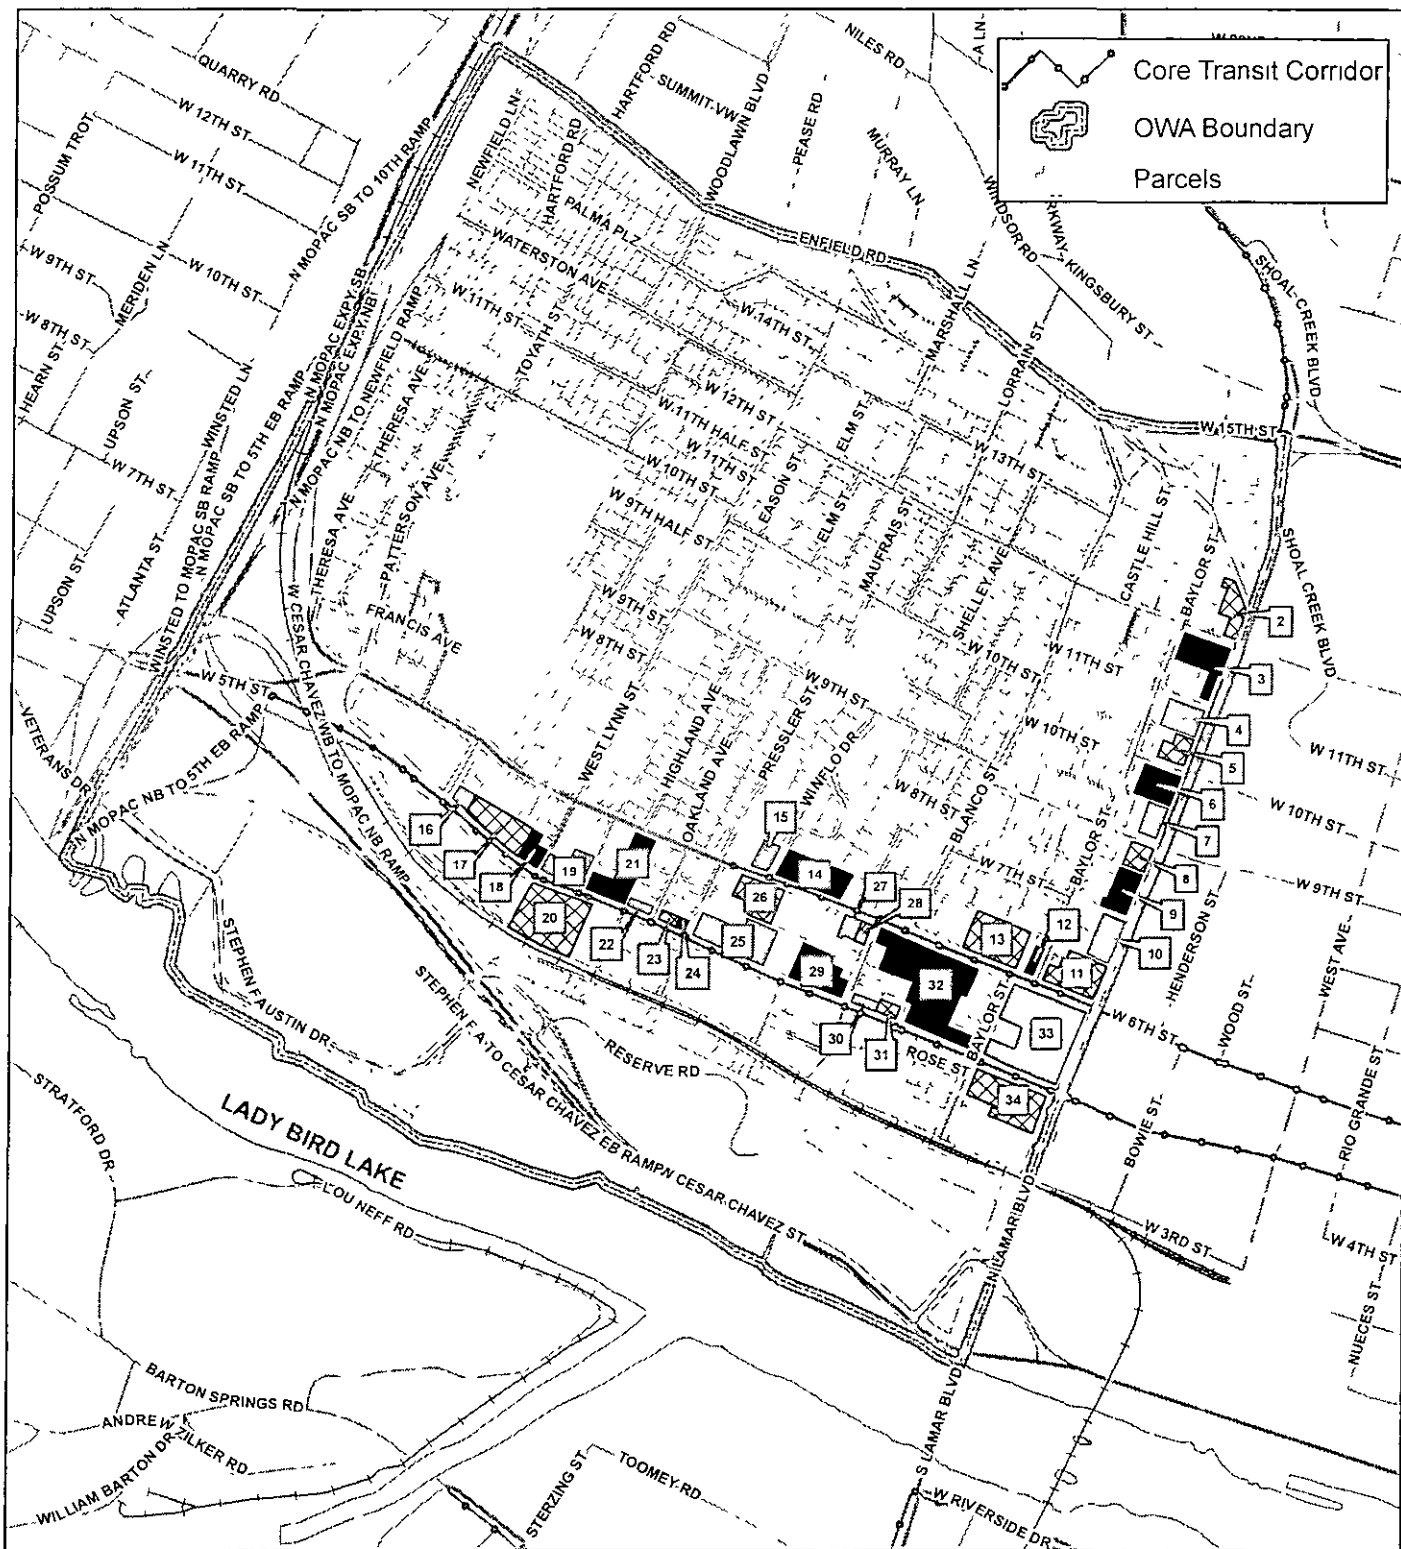 Core Transit Corridor
OWA Boundary
Parcels
QUARRY RD
W 12TH ST
W 11TH ST
POSSUM TROT
W 9TH ST
MERIDEN LN
W 10TH ST
W 8TH ST
HEARN ST
UPSON ST
W 7TH ST
UPSON ST
ATLANTA ST
WINSTED LN
N MOPAC SB TO 10TH RAMP
N MOPAC EXPY SB
N MOPAC EXPY NB
N MOPAC NB TO NEWFIELD RAMP
N MOPAC SB TO 5TH EB RAMP
WINSTED TO MOPAC SB RAMP
HARTFORD RD
SUMMIT VW
WOODLAWN BLVD
PEASE RD
NILES RD
MURRAY LN
WINDSOR RD
KINGSBURY ST
NEWFIELD LN
HARTFORD RD
PALMA PLZ
WATERSTON AVE
W 11TH ST
TOYATH ST
THERESA AVE
PATTERSON AVE
THERESA AVE
FRANCIS AVE
ENFIELD RD
W 14TH ST
MARSHALL LN
LORRAIN ST
W 12TH ST
W 11TH HALF ST
W 11TH ST
W 10TH ST
W 9TH HALF ST
EASON ST
ELM ST
ELM ST
W 13TH ST
MAUFRAIS ST
SHELLEY AVE
CASTLE HILL ST
BAYLOR ST
W 15TH ST
SHOAL CREEK BLVD
SHOAL CREEK BLVD
W 11TH ST
W 10TH ST
W 10TH ST
W 9TH ST
W 8TH ST
W 9TH ST
W 8TH ST
W 7TH ST
WEST LYNN ST
HIGHLAND AVE
OAKLAND AVE
PRESSLER ST
WINFLO DR
BLANCO ST
BAYLOR ST
BAYLOR ST
HENDERSON ST
W 11TH ST
W 10TH ST
W 9TH ST
WEST AVE
WOOD ST
W 6TH ST
RIO GRANDE ST
BOWIE ST
W 4TH ST
W 3RD ST
NUECES ST
ROSE ST
RESERVE RD
N LAMAR BLVD
S LAMAR BLVD
W RIVERSIDE DR
W 5TH ST
VETERANS DR
N MOPAC NB TO 5TH EB RAMP
W CESAR CHAVEZ WB TO MOPAC NB RAMP
STEPHEN F AUSTIN DR
STEPHEN F A TO CESAR CHAVEZ EB RAMP
W CESAR CHAVEZ ST
LADY BIRD LAKE
STRATFORD DR
LOU NEFF RD
BARTON SPRINGS RD
ANDREW ZILKER RD
WILLIAM BARTON DR
STERZING ST
TOOMEY RD
2
3
4
5
6
7
8
9
10
11
12
13
14
15
16
17
18
19
20
21
22
23
24
25
26
27
28
29
30
31
32
33
34